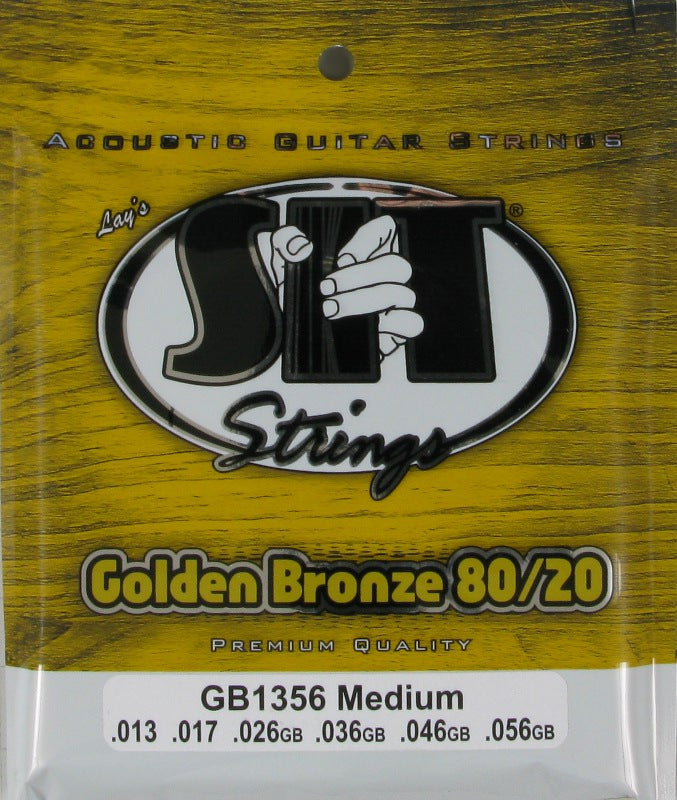 ACOUSTIC GUITAR STRINGS
Lay's
SIT®
Strings
Golden Bronze 80/20
PREMIUM QUALITY
GB1356 Medium
.013 .017 .026GB .036GB .046GB .056GB